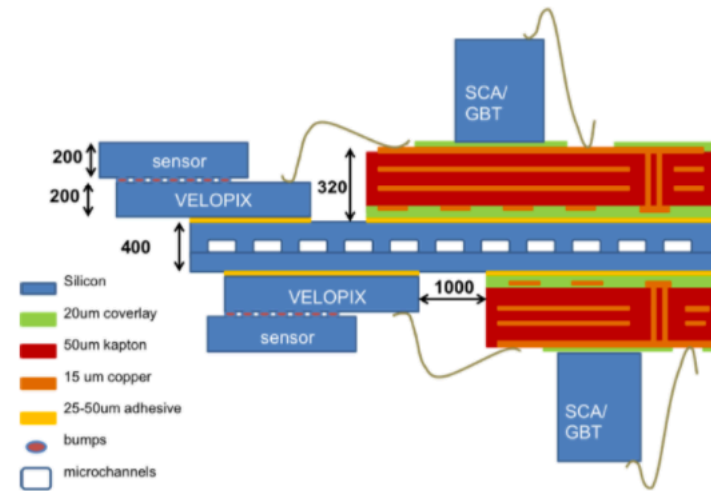 SCA/
GBT
200
sensor
200
VELOPIX
320
400
1000
VELOPIX
sensor
SCA/
GBT
Silicon
20um coverlay
50um kapton
15 um copper
25-50um adhesive
bumps
microchannels